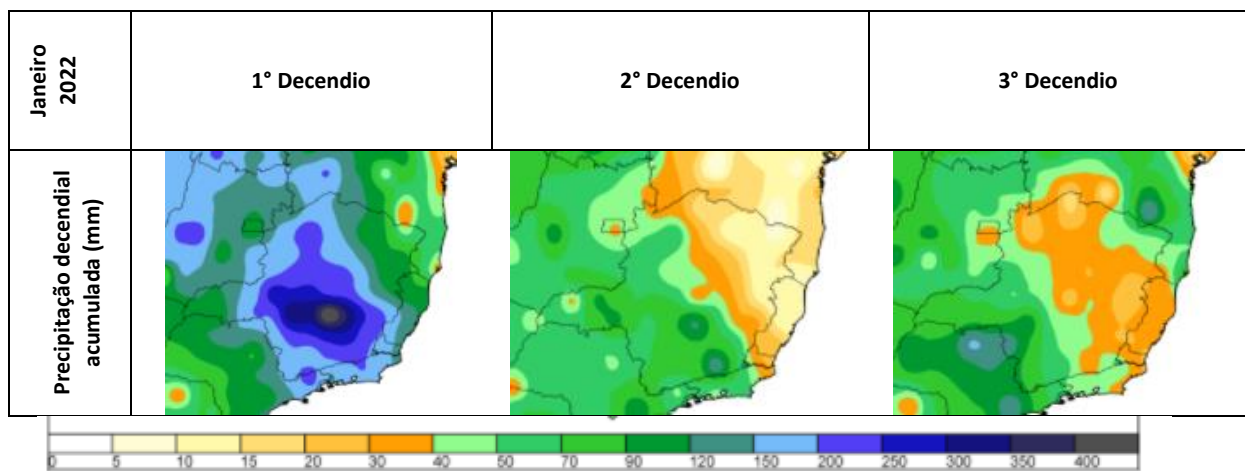 Janeiro
2022
1° Decendio
2° Decendio
3° Decendio
Precipitação decendial
acumulada (mm)
0 5 10 15 20 30 40 50 70 90 120 150 200 250 300 350 400